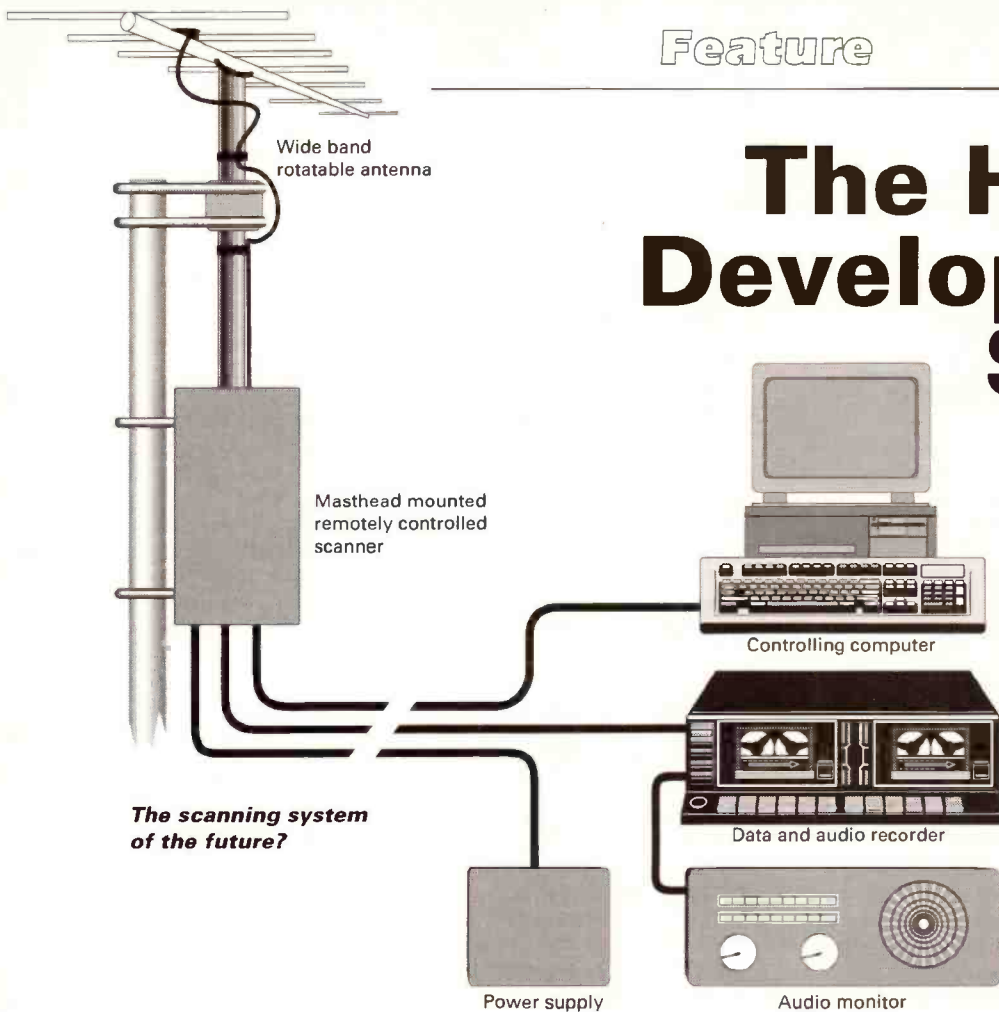 Feature
The H
Develop
S
Wide band
rotatable antenna
Masthead mounted
remotely controlled
scanner
Controlling computer
The scanning system
of the future?
Data and audio recorder
Power supply
Audio monitor